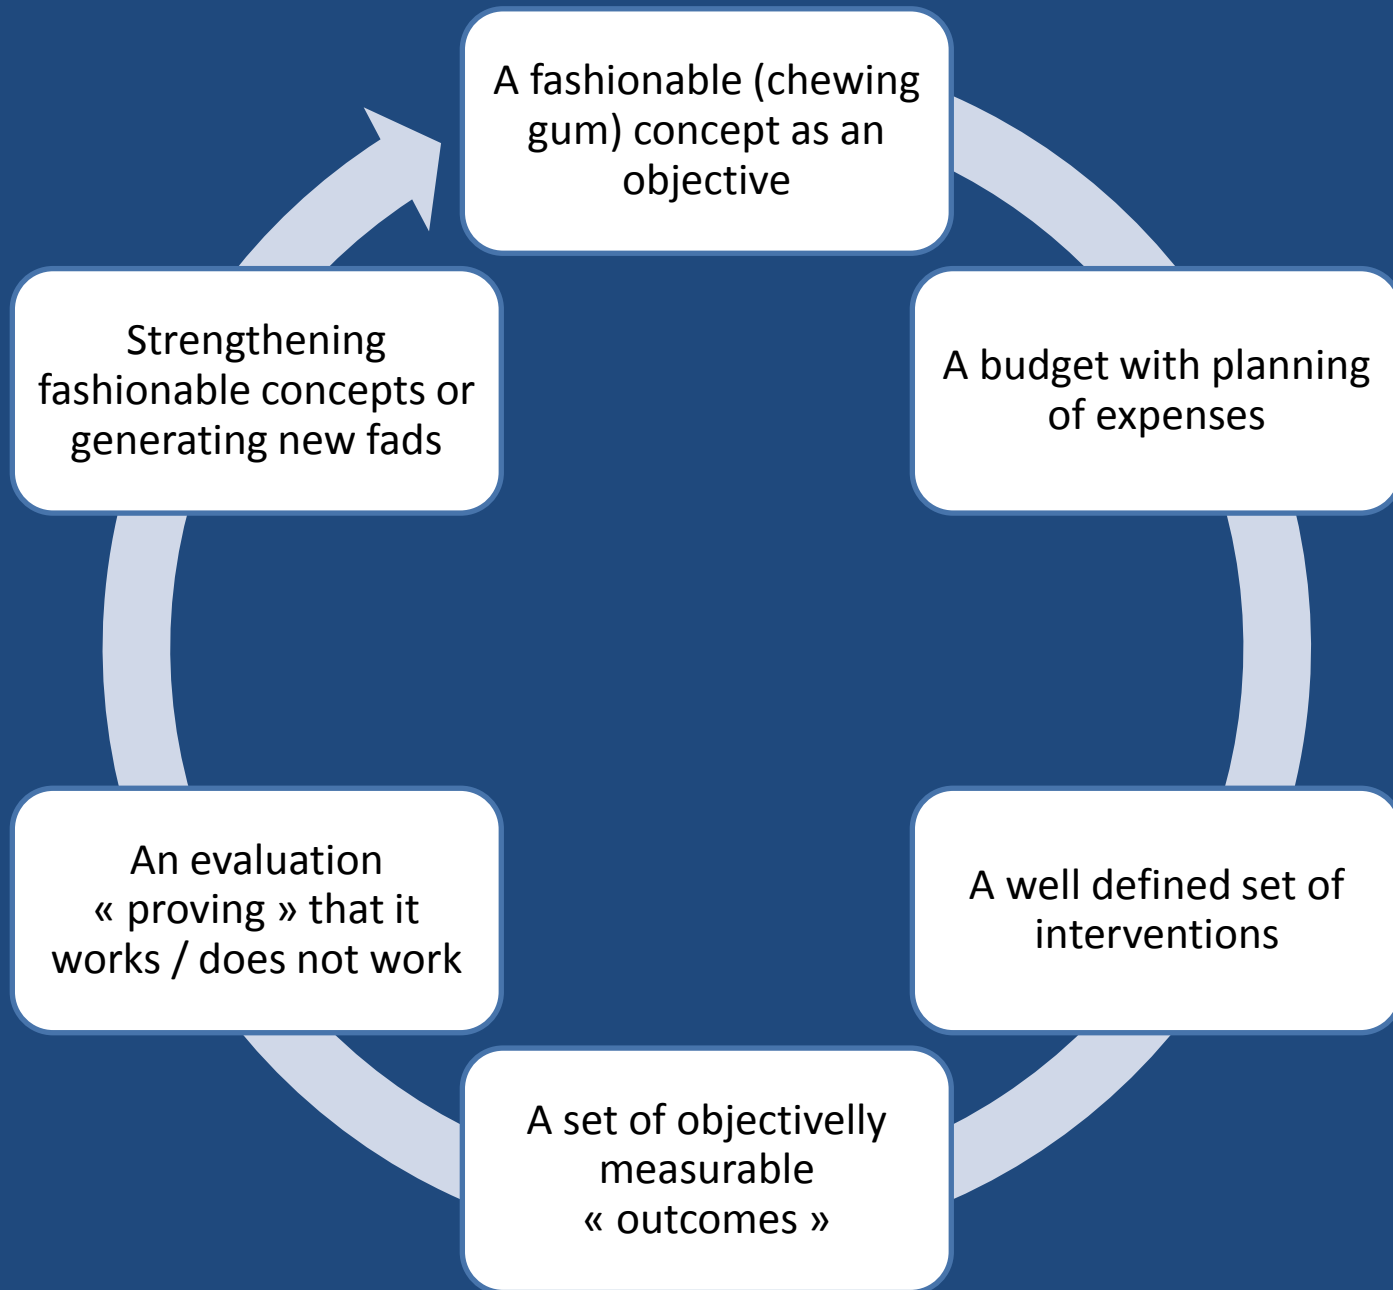 A fashionable (chewing
gum) concept as an
objective
A budget with planning
of expenses
A well defined set of
interventions
A set of objectivelly
measurable
« outcomes »
An evaluation
« proving » that it
works / does not work
Strengthening
fashionable concepts or
generating new fads